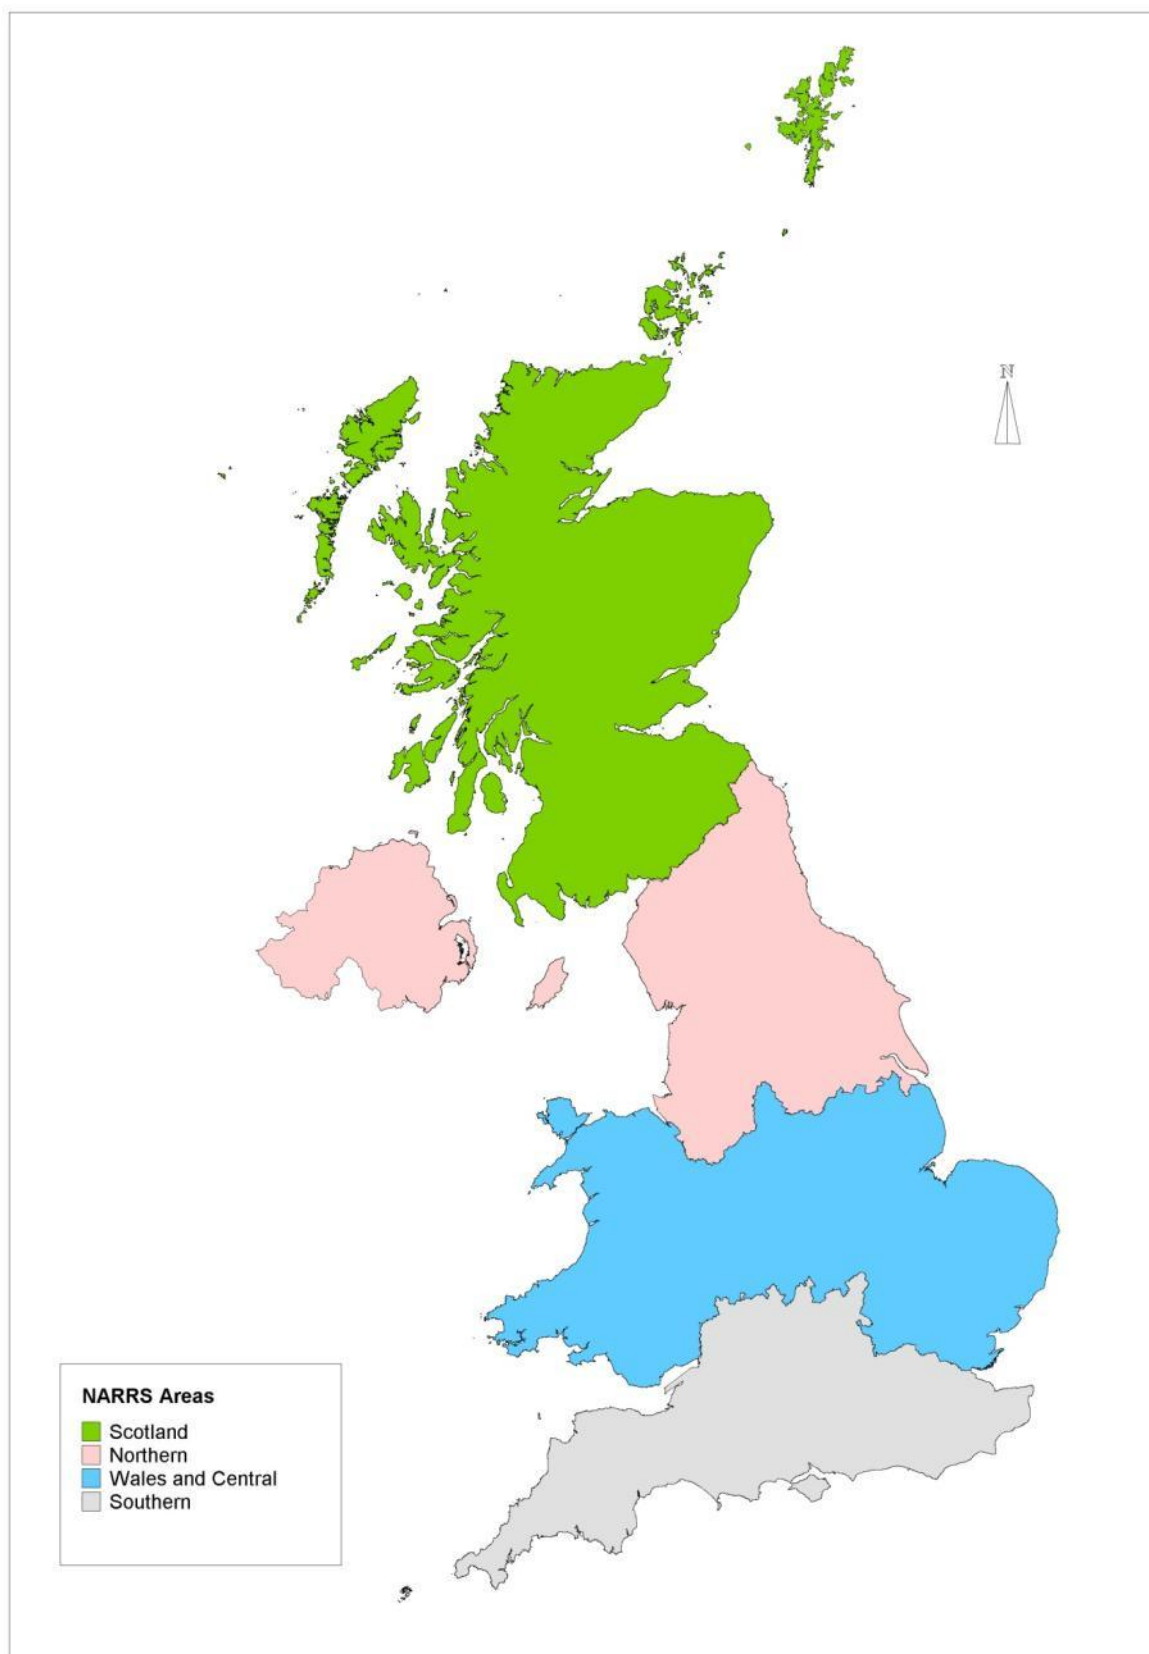 N
NARRS Areas
Scotland
Northern
Wales and Central
Southern